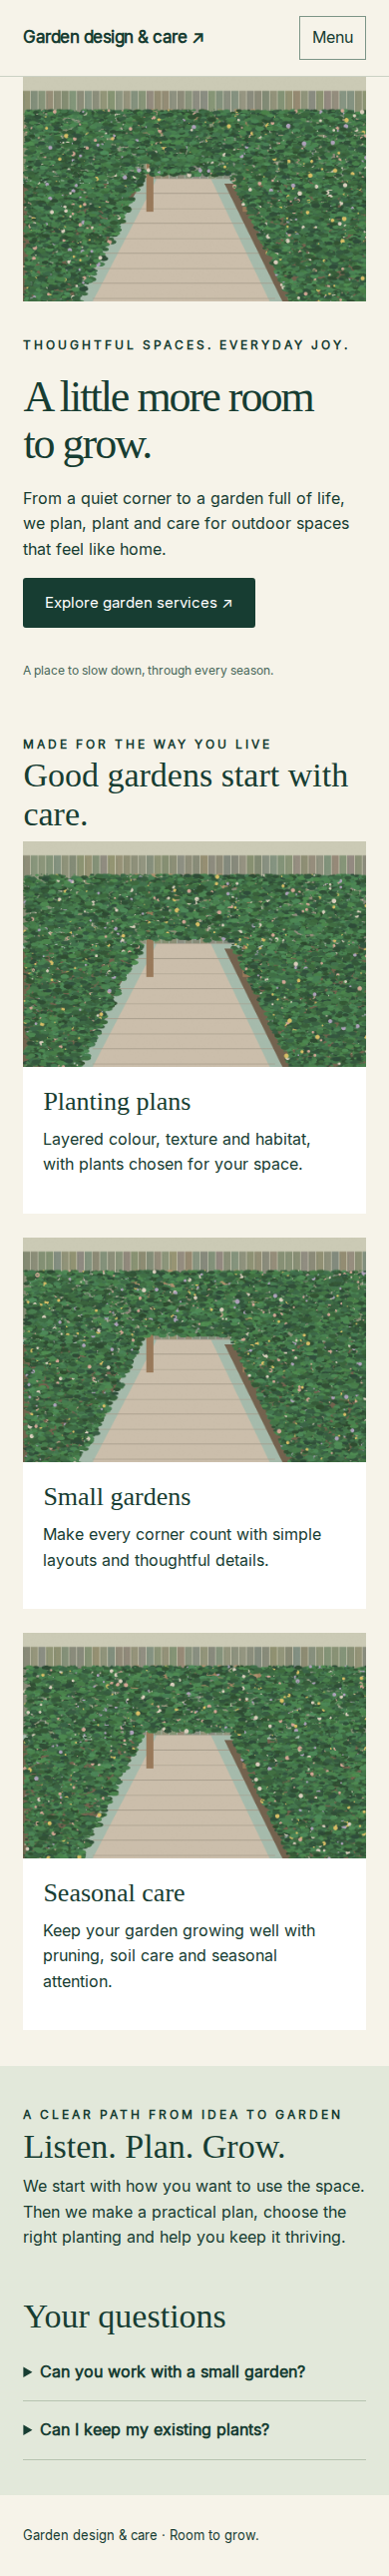 Garden design & care ↗
Menu
THOUGHTFUL SPACES. EVERYDAY JOY.
A little more room
to grow.
From a quiet corner to a garden full of life,
we plan, plant and care for outdoor spaces
that feel like home.
Explore garden services ↗
A place to slow down, through every season.
MADE FOR THE WAY YOU LIVE
Good gardens start with
care.
Planting plans
Layered colour, texture and habitat,
with plants chosen for your space.
Small gardens
Make every corner count with simple
layouts and thoughtful details.
Seasonal care
Keep your garden growing well with
pruning, soil care and seasonal
attention.
A CLEAR PATH FROM IDEA TO GARDEN
Listen. Plan. Grow.
We start with how you want to use the space.
Then we make a practical plan, choose the
right planting and help you keep it thriving.
Your questions
Can you work with a small garden?
Can I keep my existing plants?
Garden design & care · Room to grow.